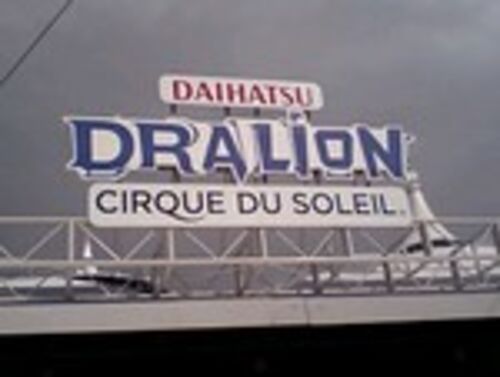 DAIHATSU
DRALION
CIRQUE DU SOLEIL